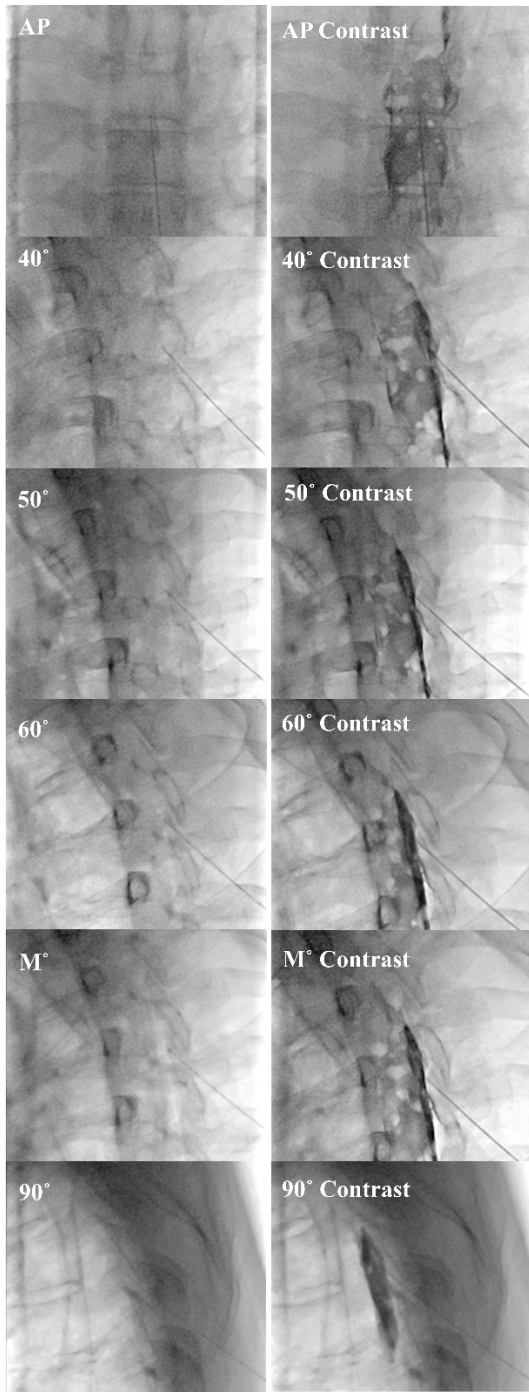 AP
AP Contrast
40°
40° Contrast
50°
50° Contrast
60°
60° Contrast
M°
M° Contrast
90°
90° Contrast